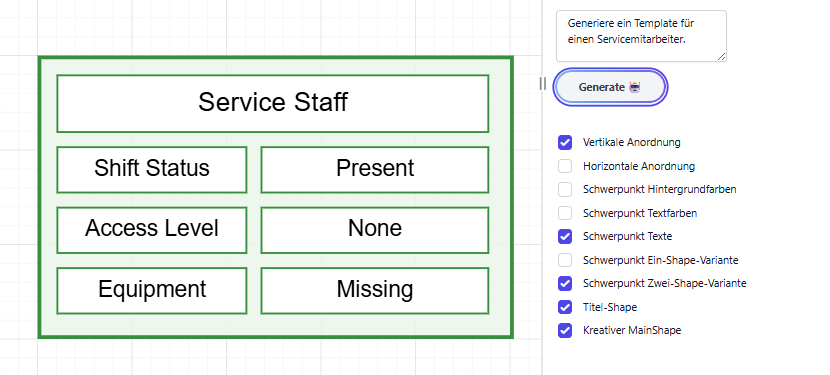 Service Staff
Shift Status
Present
Access Level
None
Equipment
Missing
Generiere ein Template für
einen Servicemitarbeiter.
Generate
Vertikale Anordnung
Horizontale Anordnung
Schwerpunkt Hintergrundfarben
Schwerpunkt Textfarben
Schwerpunkt Texte
Schwerpunkt Ein-Shape-Variante
Schwerpunkt Zwei-Shape-Variante
Titel-Shape
Kreativer MainShape